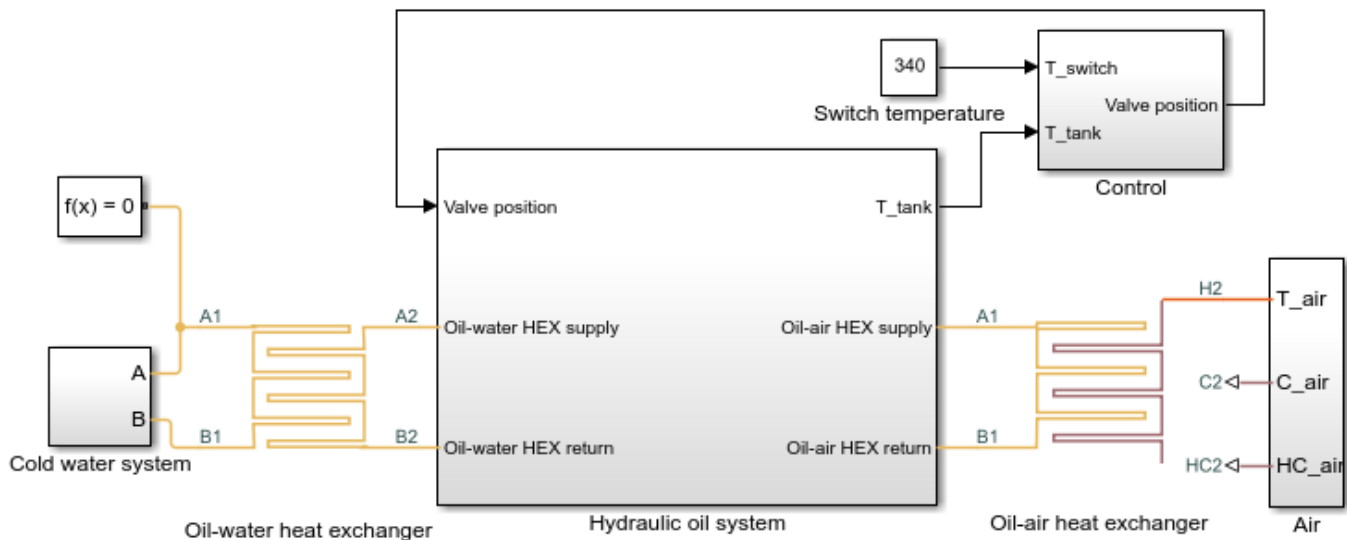 340
Switch temperature
T_switch
Valve position
T_tank
Control
f(x) = 0
Valve position
T_tank
A1
A2
Oil-water HEX supply
Oil-air HEX supply
A1
H2
T_air
A
B
Cold water system
C2
C_air
B1
B2
Oil-water HEX return
Oil-air HEX return
B1
HC2
HC_air
Oil-water heat exchanger
Hydraulic oil system
Oil-air heat exchanger
Air